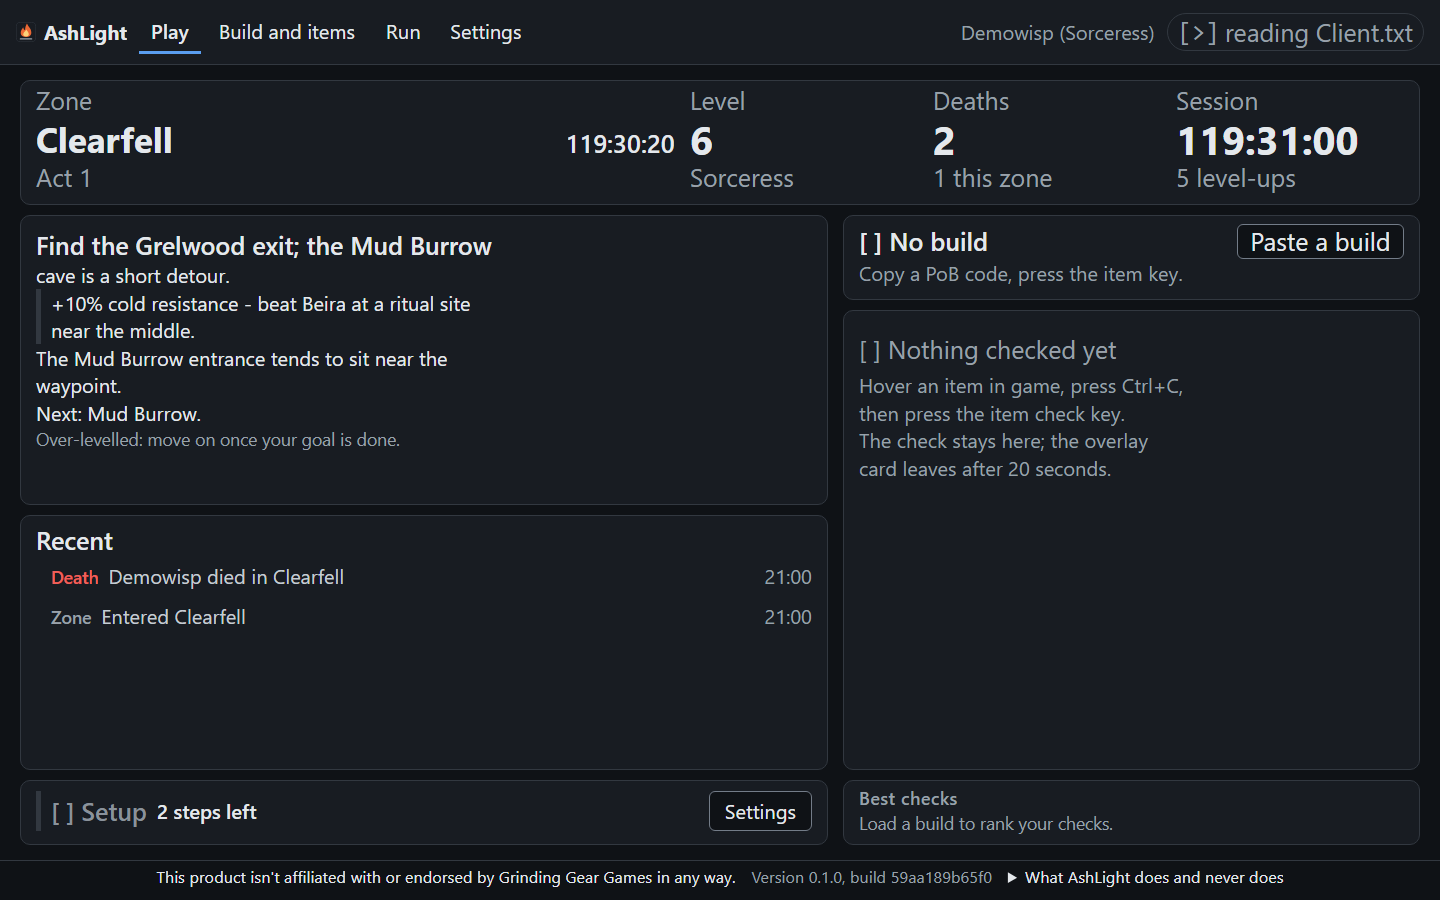 AshLight Play Build and items Run Settings Demowisp (Sorceress) [>] reading Client.txt
Zone
Clearfell
Act 1
119:30:20
Level
6
Sorceress
Deaths
2
1 this zone
Session
119:31:00
5 level-ups
Find the Grelwood exit; the Mud Burrow
cave is a short detour.
+10% cold resistance - beat Beira at a ritual site
near the middle.
The Mud Burrow entrance tends to sit near the
waypoint.
Next: Mud Burrow.
Over-levelled: move on once your goal is done.
[ ] No build
Paste a build
Copy a PoB code, press the item key.
[ ] Nothing checked yet
Hover an item in game, press Ctrl+C,
then press the item check key.
The check stays here; the overlay
card leaves after 20 seconds.
Recent
Death Demowisp died in Clearfell 21:00
Zone Entered Clearfell 21:00
[ ] Setup 2 steps left Settings
Best checks
Load a build to rank your checks.
This product isn't affiliated with or endorsed by Grinding Gear Games in any way. Version 0.1.0, build 59aa189b65f0 ▶ What AshLight does and never does